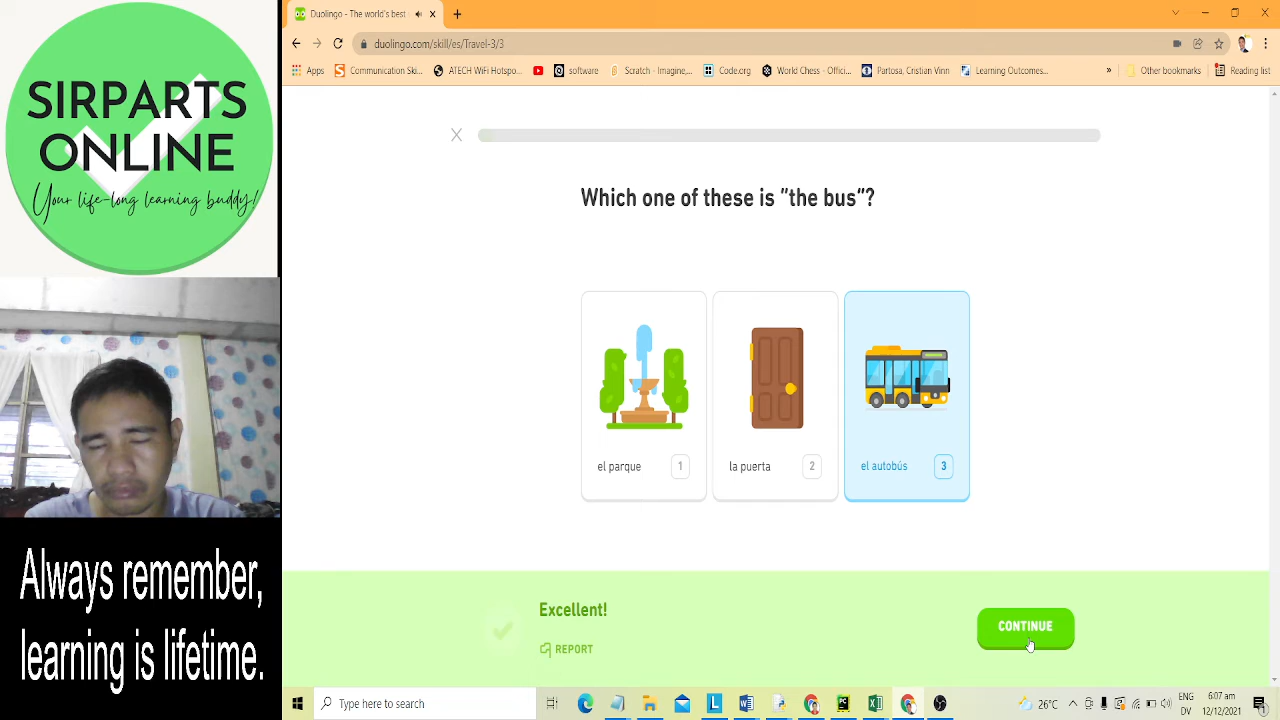 SIRPARTS
ONLINE
Your life-long learning buddy!
Always remember,
learning is lifetime.
Duolingo - The world's best
duolingo.com/skill/es/Travel-3/3
Apps
Communication Ski...
ATECH WiFi Hotspo...
software
Scratch - Imagine,...
Coderjog
World Chess - Offici...
Partosa, Cristian Vinn
Learning Outcomes...
»
Other bookmarks
Reading list
Which one of these is "the bus"?
el parque 1
la puerta 2
el autobús 3
Excellent!
REPORT
CONTINUE
Type here to search
26°C
ENG
DV
6:07 am
12/12/2021